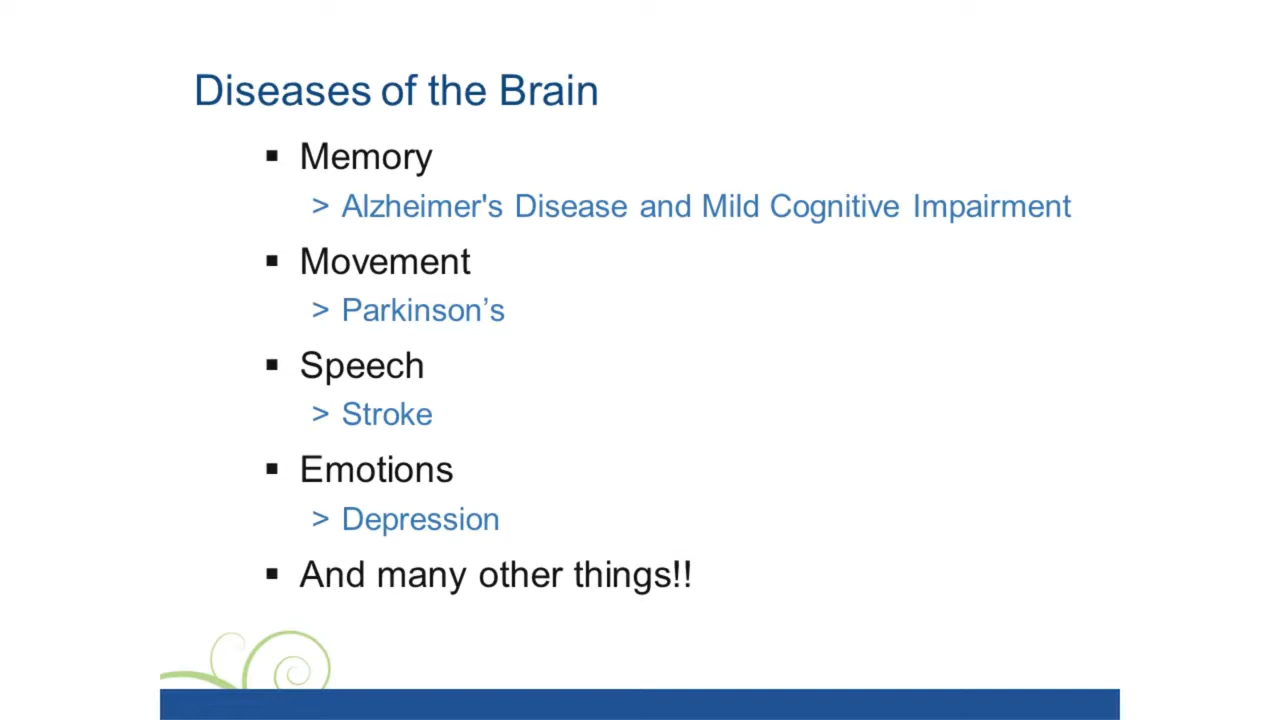 Diseases of the Brain
▪ Memory
> Alzheimer's Disease and Mild Cognitive Impairment
▪ Movement
> Parkinson’s
▪ Speech
> Stroke
▪ Emotions
> Depression
▪ And many other things!!